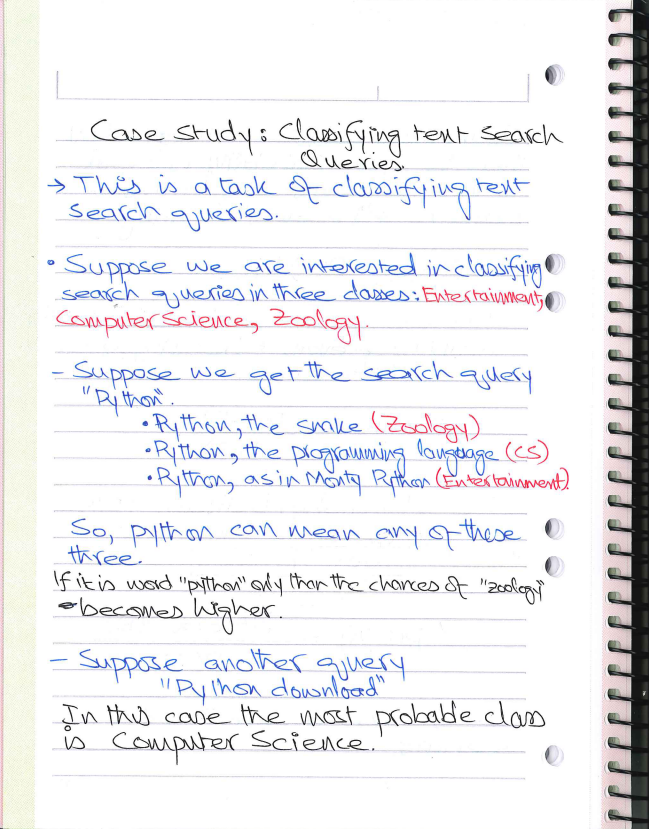 Case Study: Classifying text Search
Queries.
→ This is a task of classifying text
search queries.
• Suppose we are interested in classifying
search queries in three classes: Entertainment,
Computer Science, Zoology.
- Suppose we get the search query
"Python".
• Python, the snake (Zoology)
• Python, the programming language (CS)
• Python, as in Monty Python (Entertainment)
So, python can mean any of these
three.
If it is word "python" only than the chances of "zoology"
becomes higher.
- Suppose another query
"Python download"
In this case the most probable class
is Computer Science.